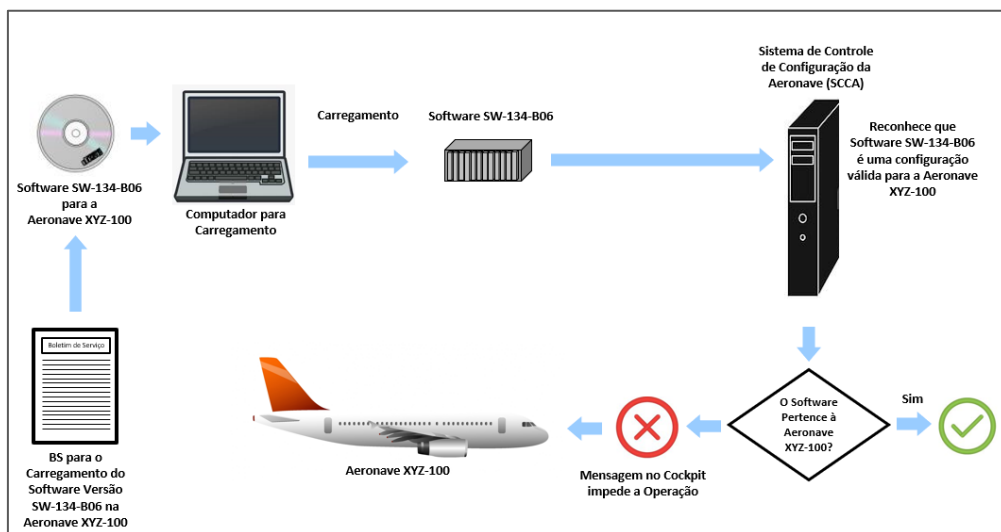 Sistema de Controle
de Configuração da
Aeronave (SCCA)
Carregamento
Software SW-134-B06
Reconhece que
Software SW-134-B06
é uma configuração
válida para a Aeronave
XYZ-100
Software SW-134-B06
para a
Aeronave XYZ-100
Computador para
Carregamento
Boletim de Serviço
BS para o
Carregamento do
Software Versão
SW-134-B06 na
Aeronave XYZ-100
Aeronave XYZ-100
Mensagem no Cockpit
impede a Operação
O Software
Pertence à
Aeronave
XYZ-100?
Sim